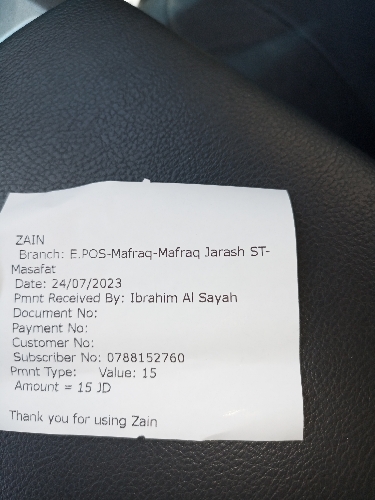 ZAIN
Branch: E.POS-Mafraq-Mafraq Jarash ST-
Masafat
Date: 24/07/2023
Pmnt Received By: Ibrahim Al Sayah
Document No:
Payment No:
Customer No:
Subscriber No: 0788152760
Pmnt Type: Value: 15
Amount = 15 JD
Thank you for using Zain